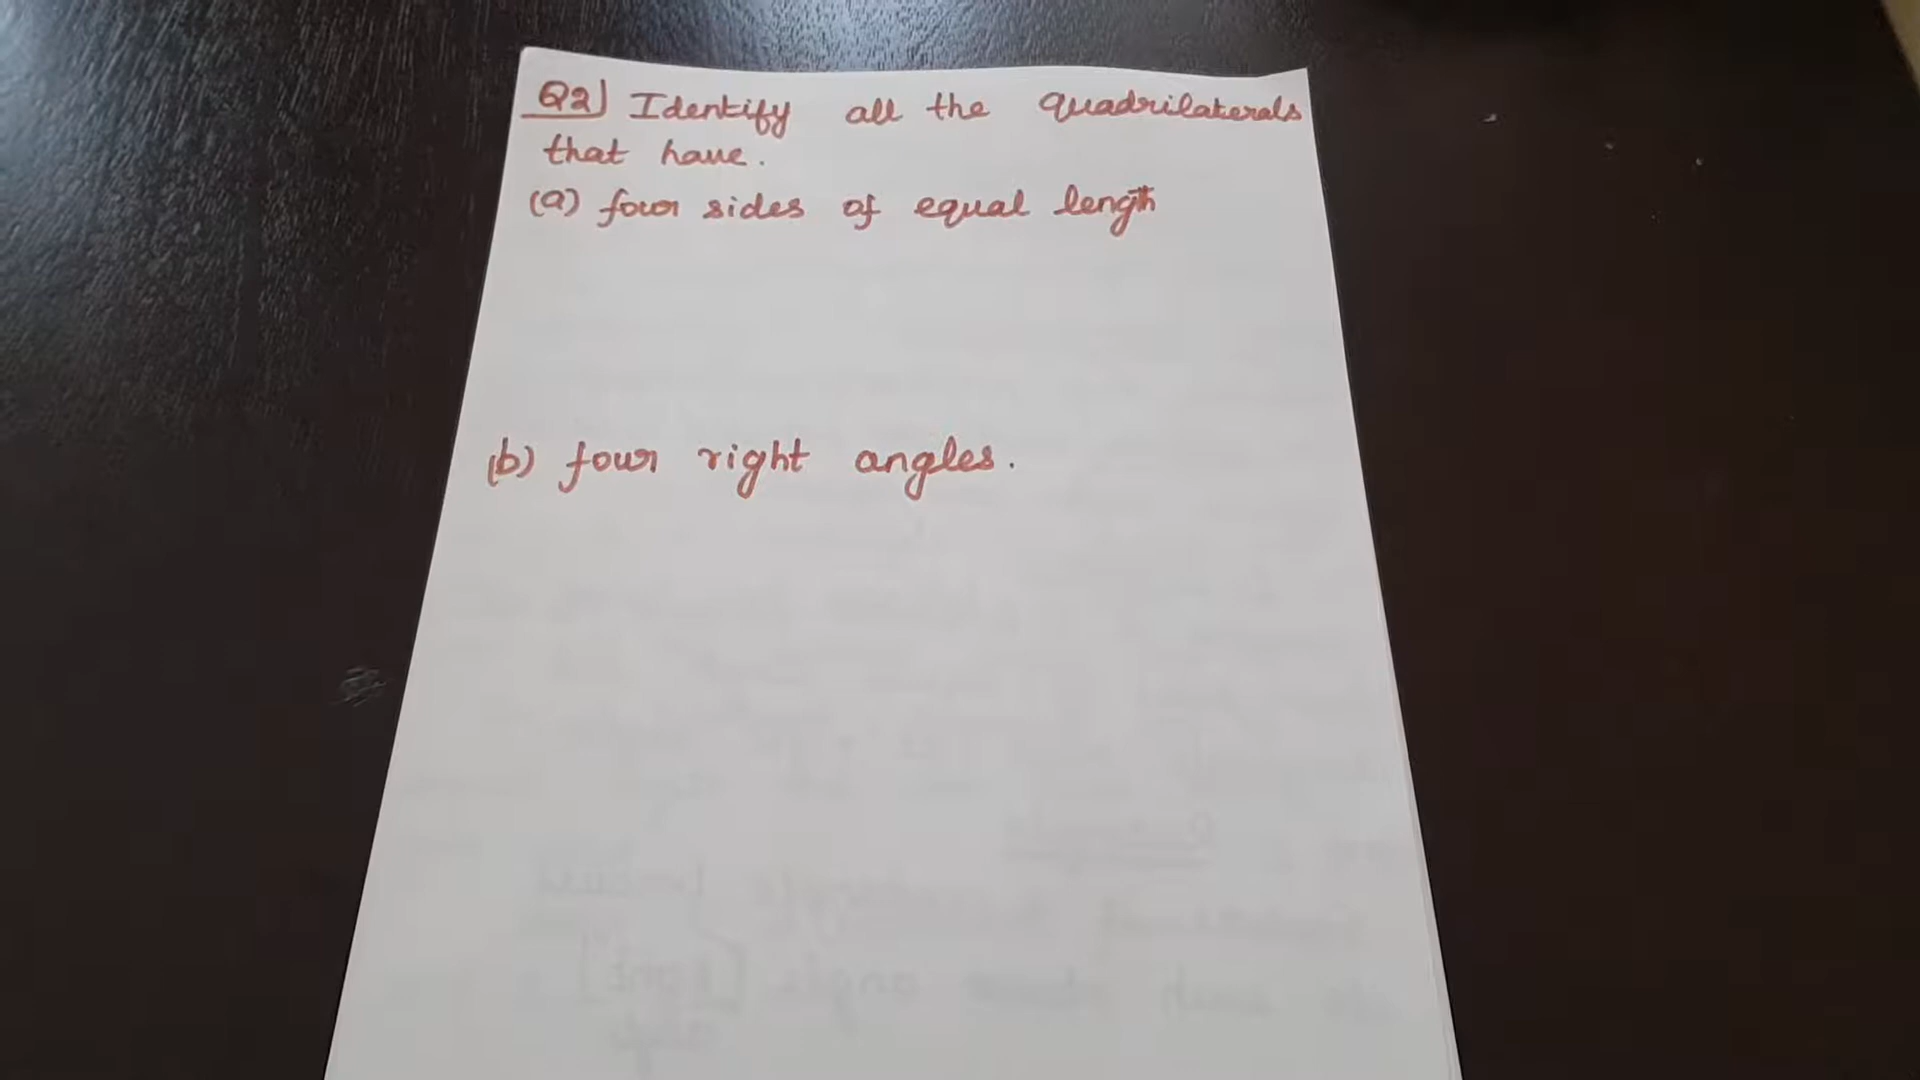 Q2) Identify all the quadrilaterals
that have.
(a) four sides of equal length
(b) four right angles.